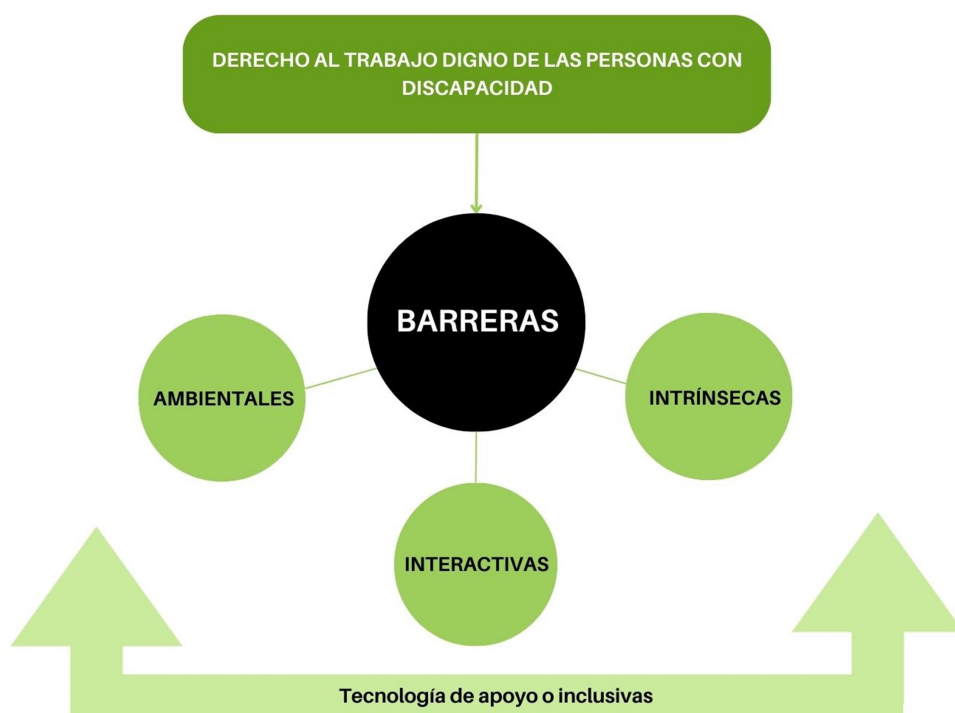 DERECHO AL TRABAJO DIGNO DE LAS PERSONAS CON
DISCAPACIDAD
BARRERAS
AMBIENTALES
INTRÍNSECAS
INTERACTIVAS
Tecnología de apoyo o inclusivas